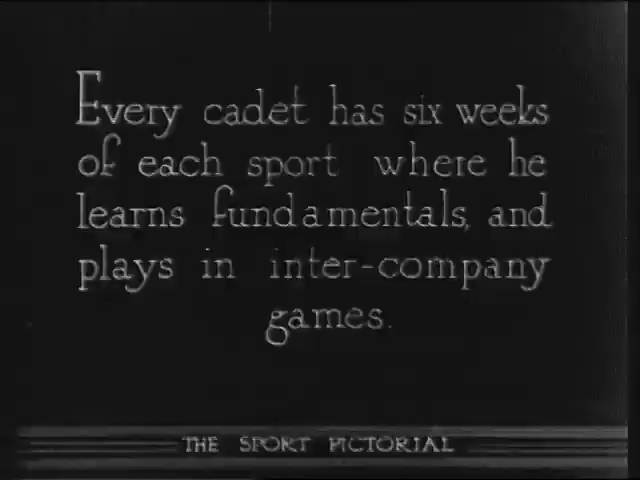 Every cadet has six weeks
of each sport where he
learns fundamentals, and
plays in inter-company
games.
THE SPORT PICTORIAL